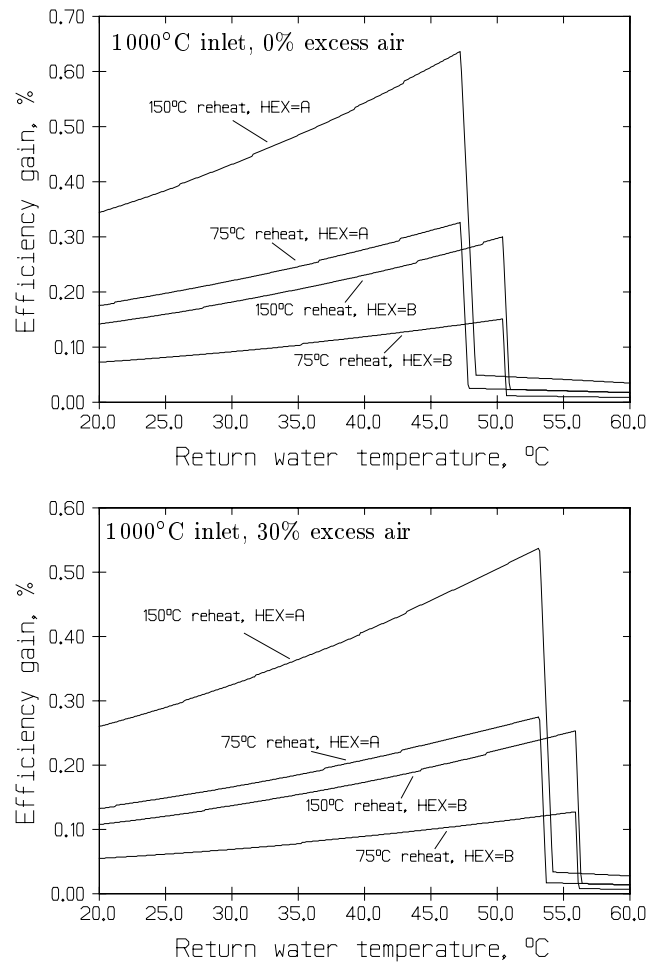 0.70
1000°C inlet, 0% excess air
0.60
150°C reheat, HEX=A
0.50
0.40
0.30
75°C reheat, HEX=A
0.20
150°C reheat, HEX=B
0.10
75°C reheat, HEX=B
0.00
Efficiency gain, %
20.0 25.0 30.0 35.0 40.0 45.0 50.0 55.0 60.0
Return water temperature, °C
0.60
1000°C inlet, 30% excess air
0.50
150°C reheat, HEX=A
0.40
0.30
75°C reheat, HEX=A
0.20
150°C reheat, HEX=B
0.10
75°C reheat, HEX=B
0.00
Efficiency gain, %
20.0 25.0 30.0 35.0 40.0 45.0 50.0 55.0 60.0
Return water temperature, °C